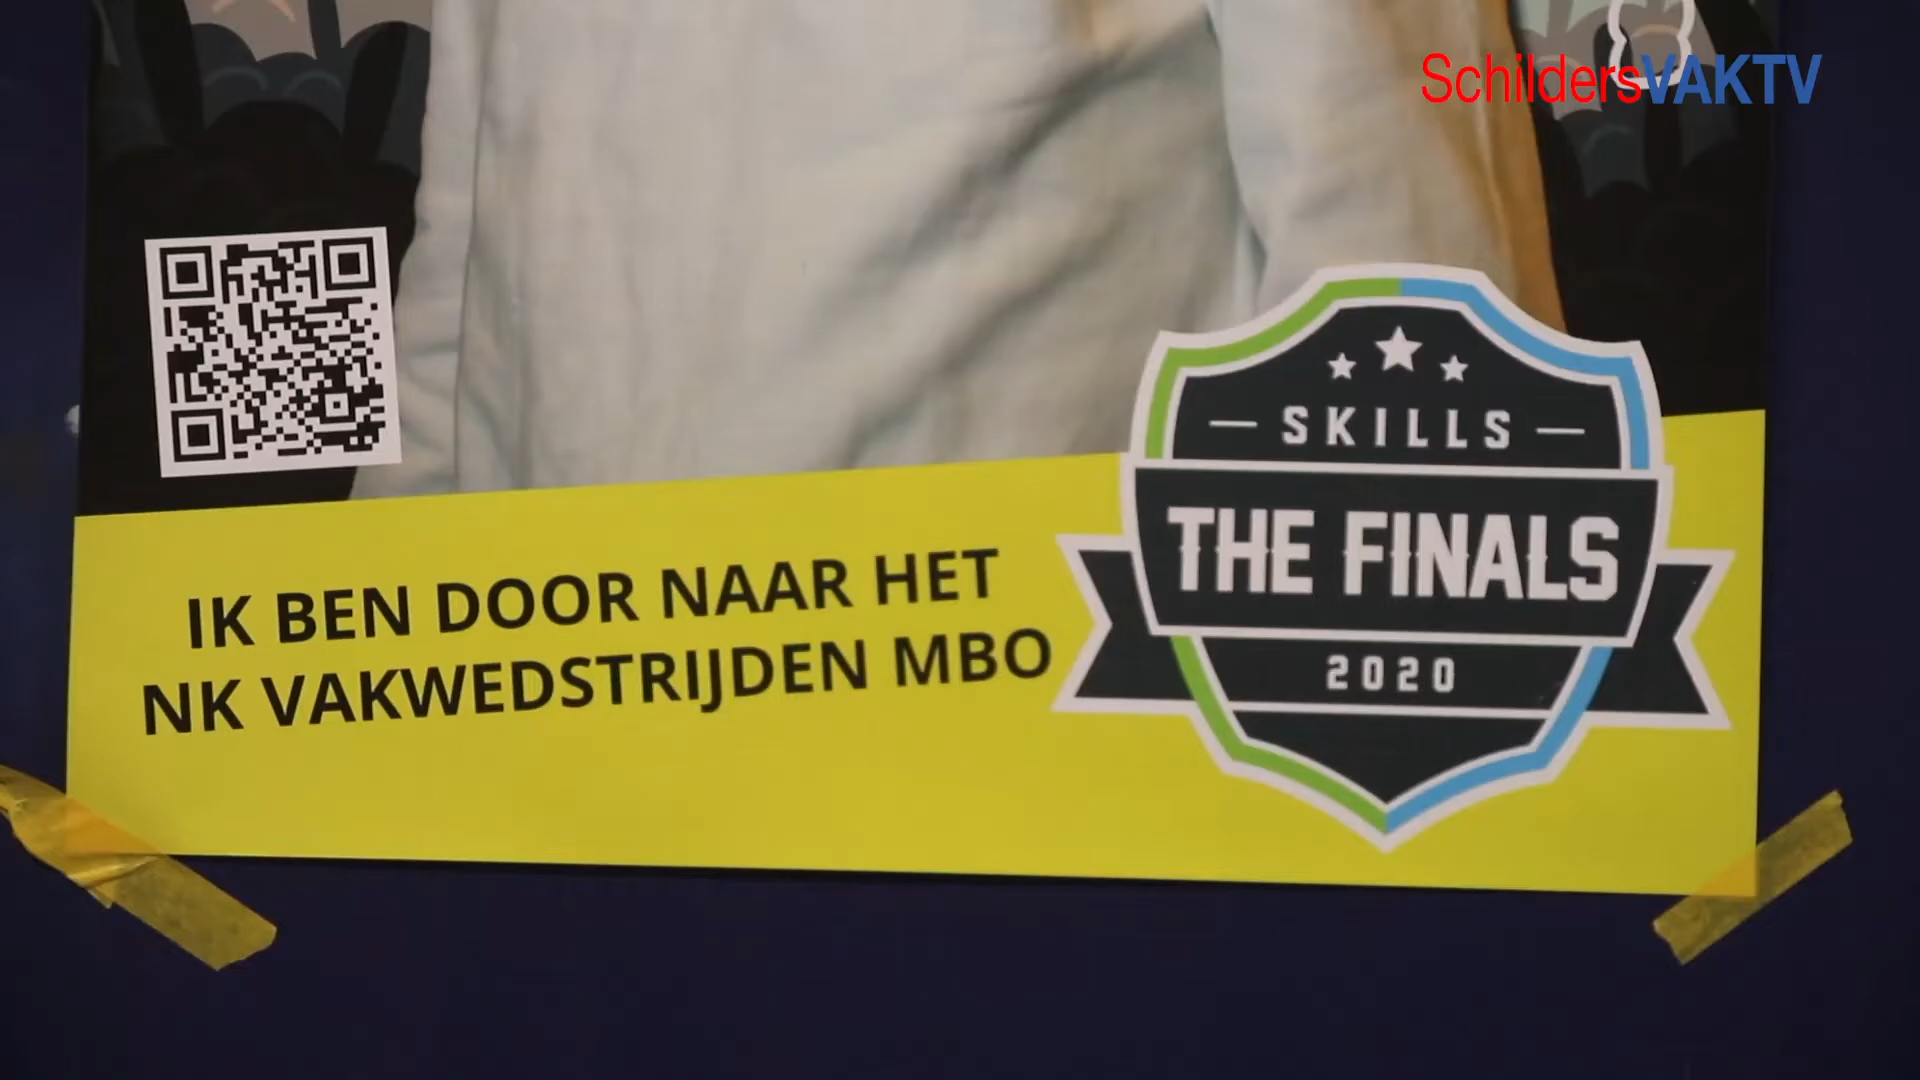 SchildersVAKTV
SKILLS
THE FINALS
2020
IK BEN DOOR NAAR HET
NK VAKWEDSTRIJDEN MBO